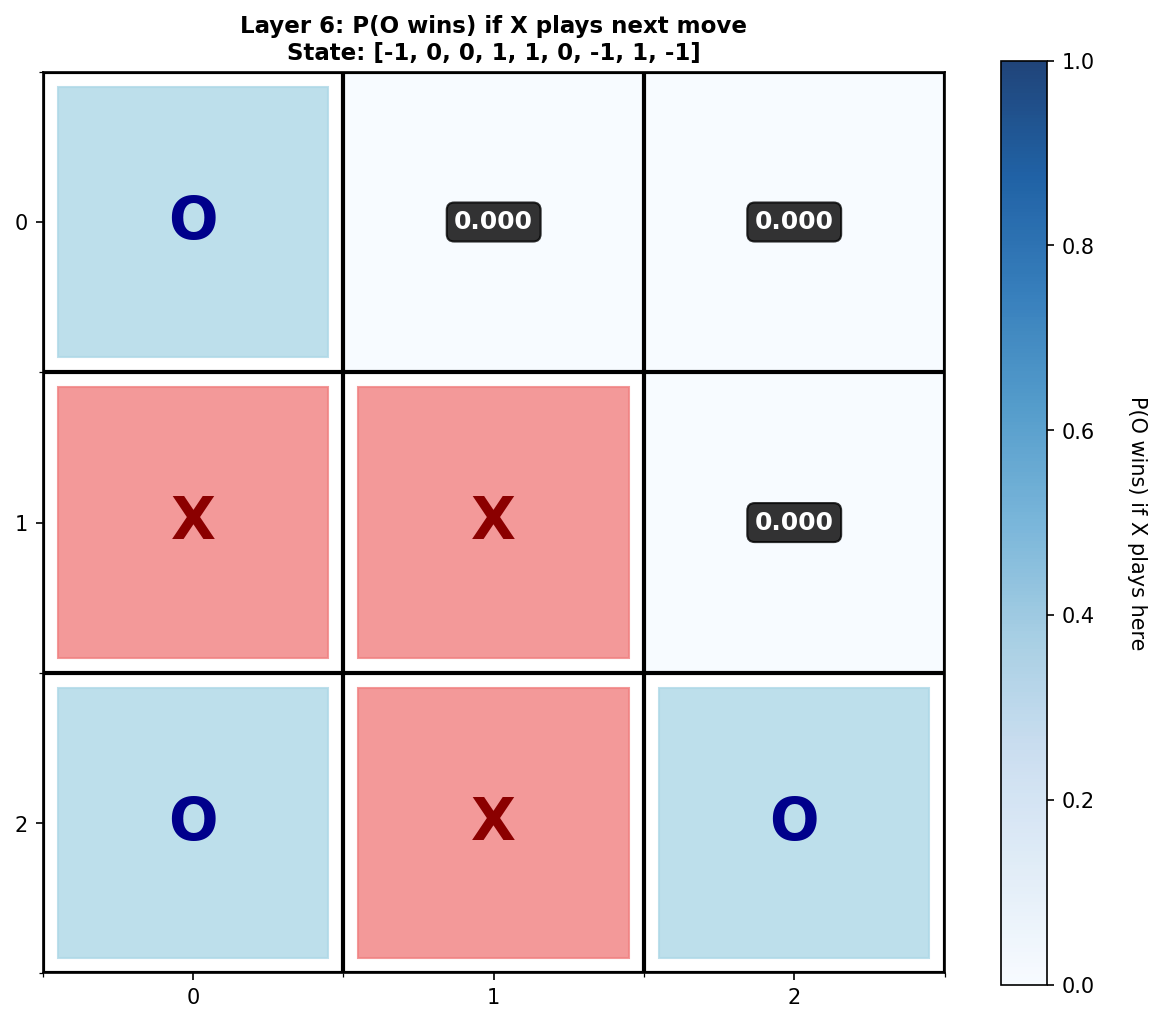 Layer 6: P(O wins) if X plays next move
State: [-1, 0, 0, 1, 1, 0, -1, 1, -1]
0
O
0.000
0.000
1
X
X
0.000
2
O
X
O
0
1
2
1.0
0.8
0.6
0.4
0.2
0.0
P(O wins) if X plays here